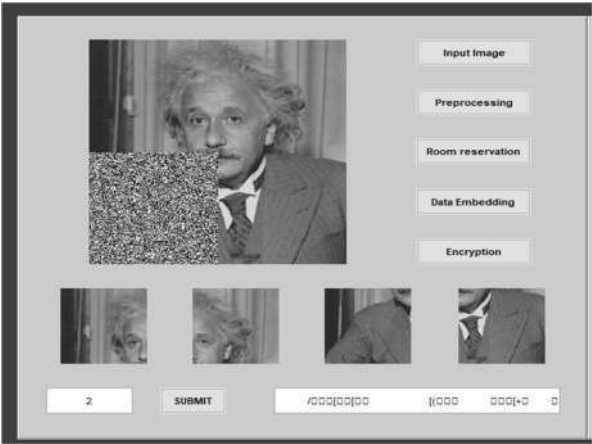 Input Image
Preprocessing
Room reservation
Data Embedding
Encryption
2
SUBMIT
/□□□[□□[□□ [(□□□ □□□[+□ □